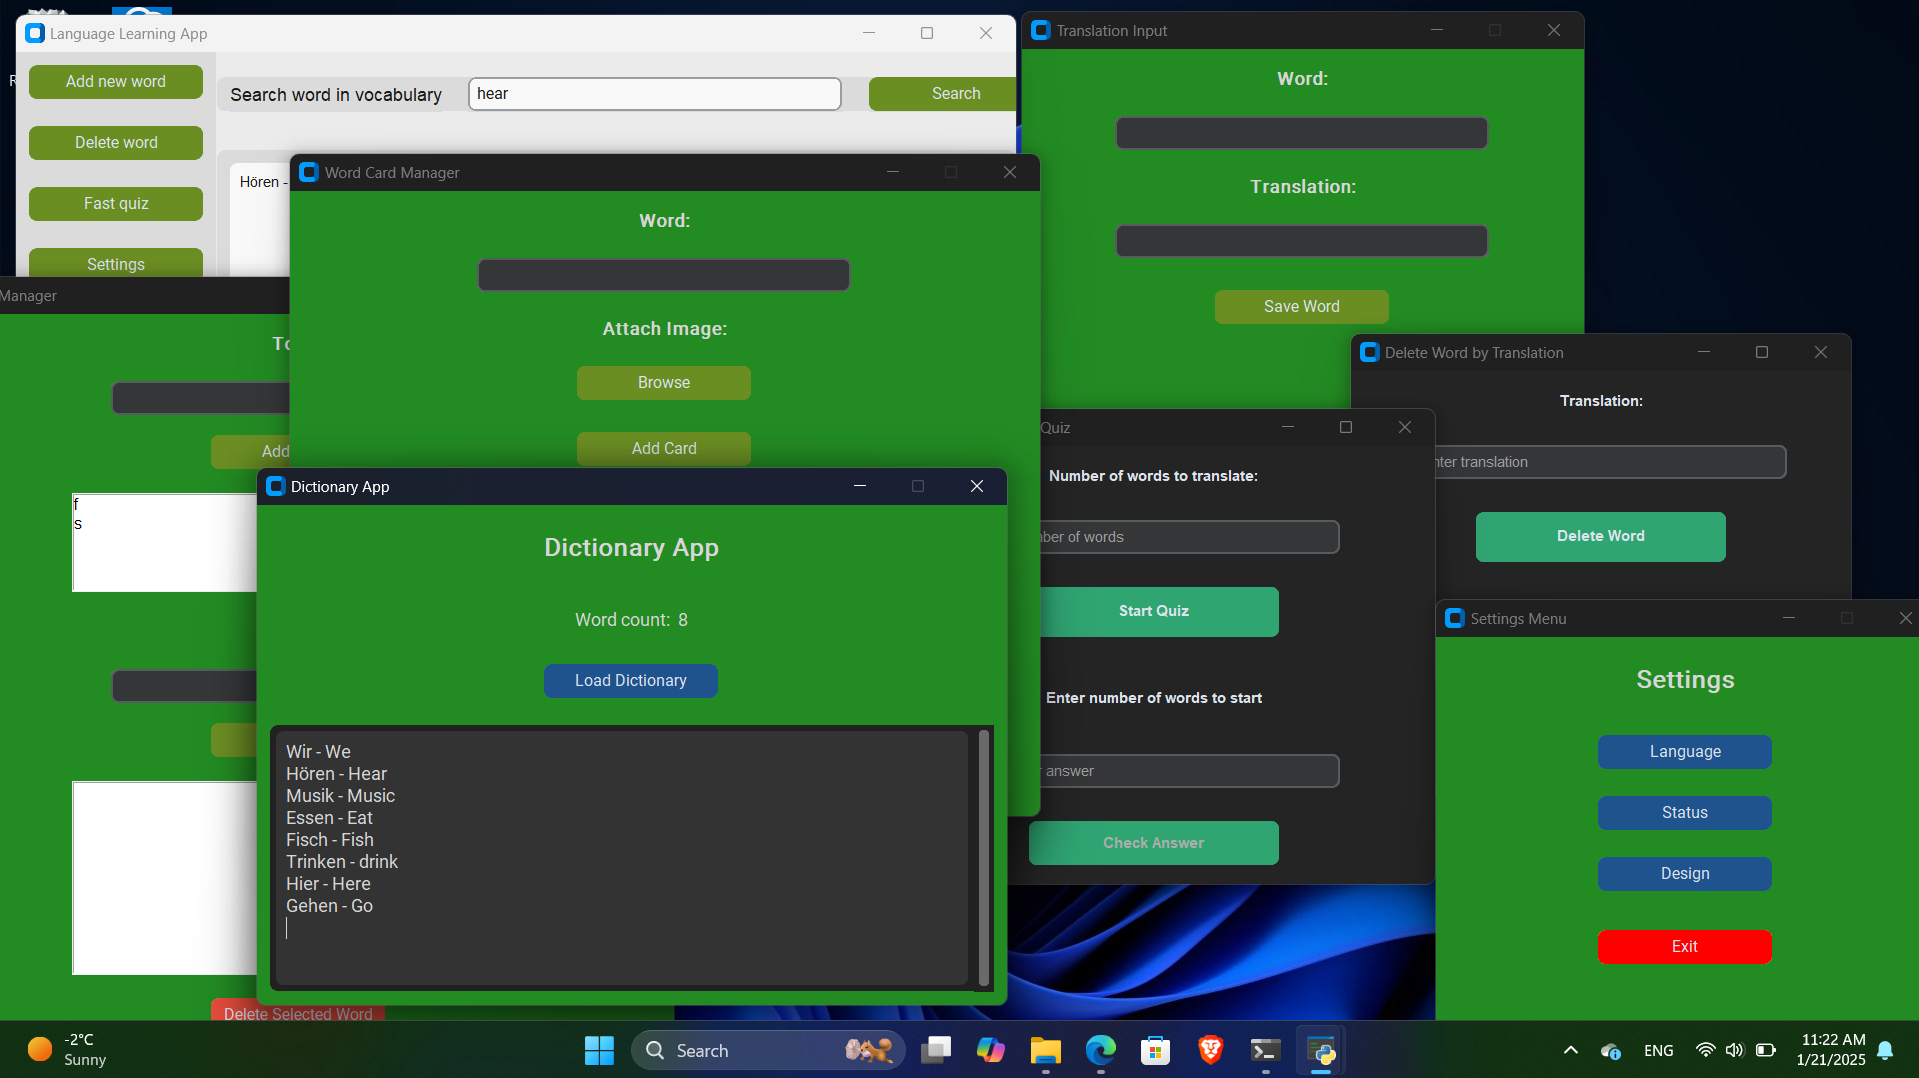 Language Learning App
Add new word
Delete word
Fast quiz
Settings
Search word in vocabulary
hear
Search
Hören -
Translation Input
Word:
Translation:
Save Word
Word Card Manager
Word:
Attach Image:
Browse
Add Card
Manager
Add
f
s
Delete Selected Word
Delete Word by Translation
Translation:
nter translation
Delete Word
Quiz
Number of words to translate:
ber of words
Start Quiz
Enter number of words to start
answer
Check Answer
Dictionary App
Dictionary App
Word count: 8
Load Dictionary
Wir - We
Hören - Hear
Musik - Music
Essen - Eat
Fisch - Fish
Trinken - drink
Hier - Here
Gehen - Go
Settings Menu
Settings
Language
Status
Design
Exit
-2°C
Sunny
Search
ENG
11:22 AM
1/21/2025